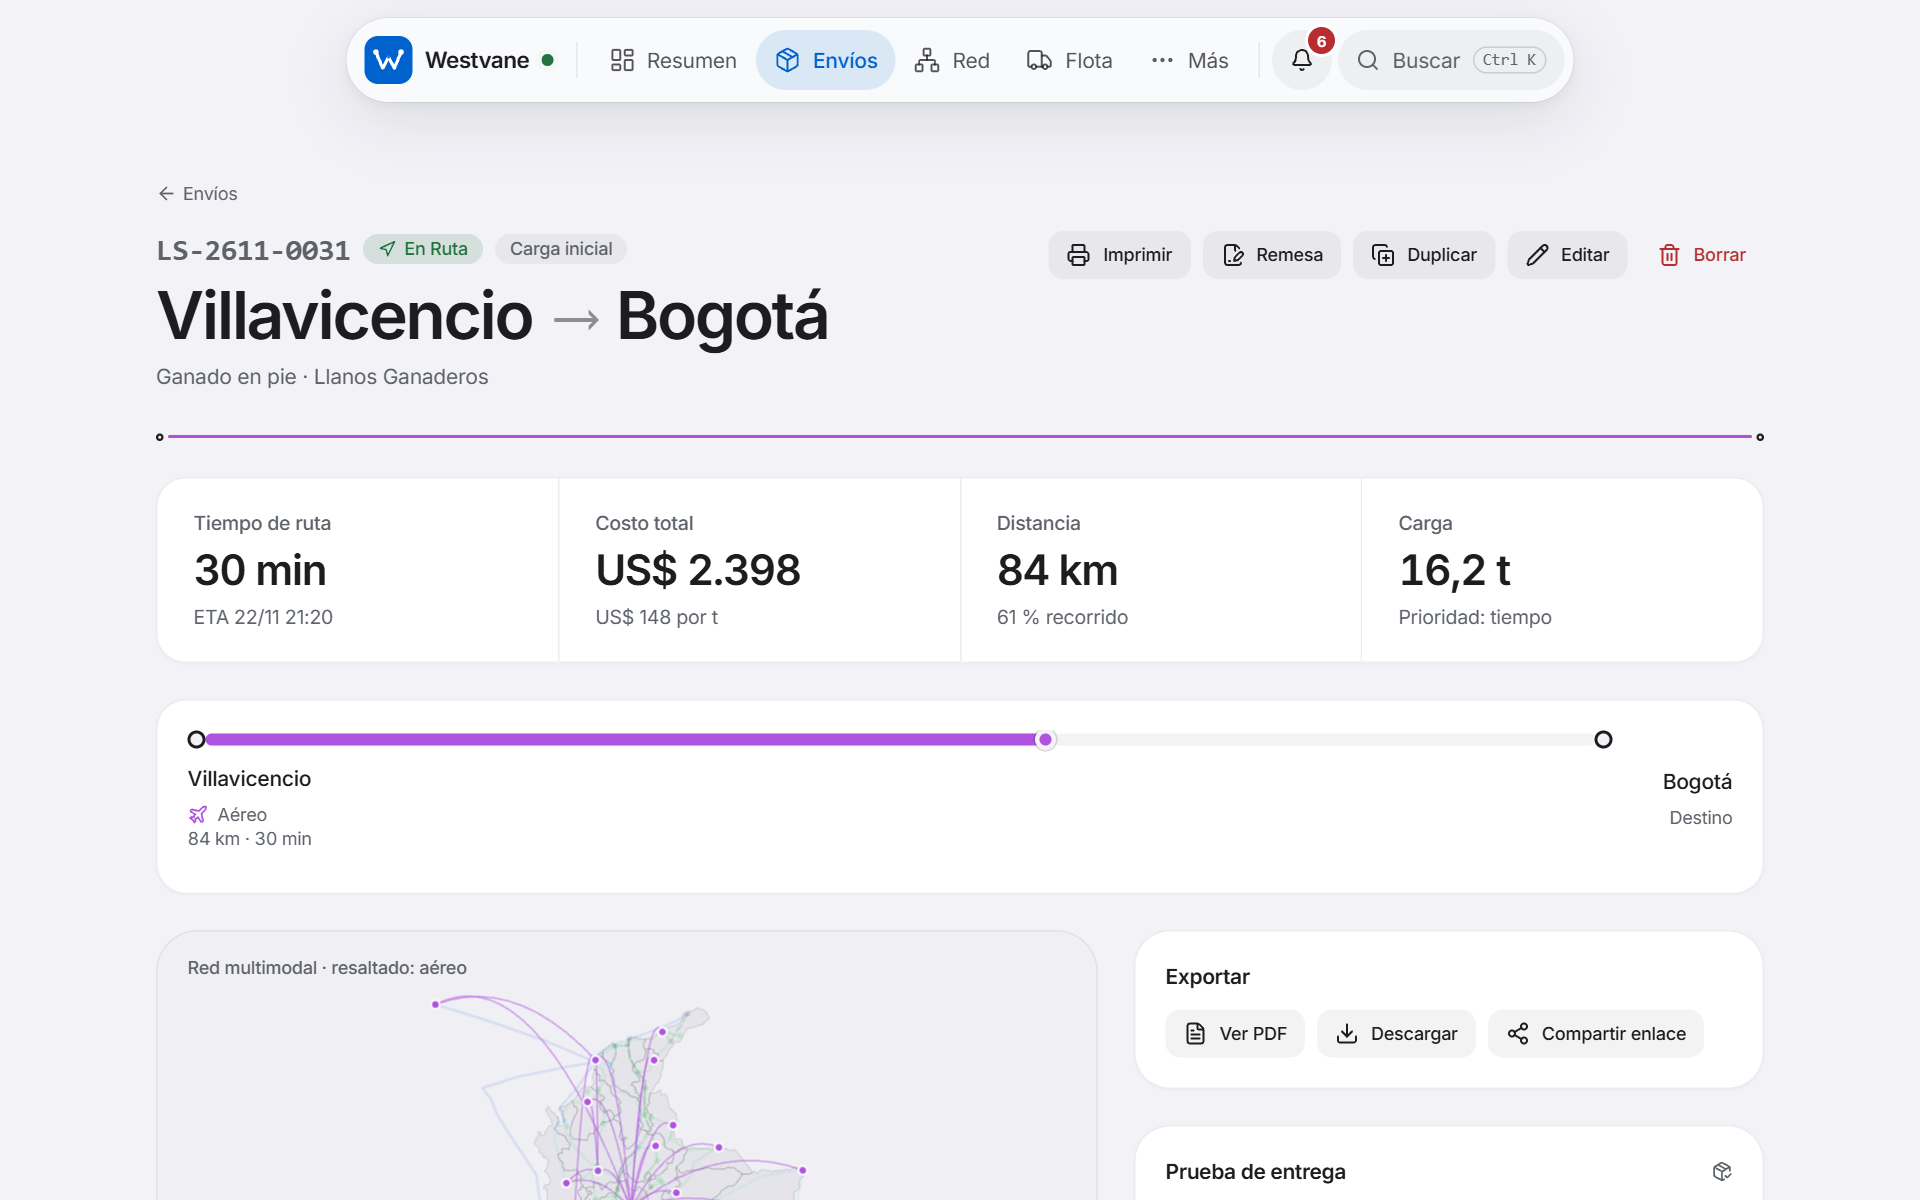 Westvane
Resumen
Envíos
Red
Flota
Más
6
Buscar
Ctrl K
Envíos
LS-2611-0031
En Ruta
Carga inicial
Imprimir
Remesa
Duplicar
Editar
Borrar
Villavicencio → Bogotá
Ganado en pie · Llanos Ganaderos
Tiempo de ruta
30 min
ETA 22/11 21:20
Costo total
US$ 2.398
US$ 148 por t
Distancia
84 km
61 % recorrido
Carga
16,2 t
Prioridad: tiempo
Villavicencio
Aéreo
84 km · 30 min
Bogotá
Destino
Red multimodal · resaltado: aéreo
Exportar
Ver PDF
Descargar
Compartir enlace
Prueba de entrega